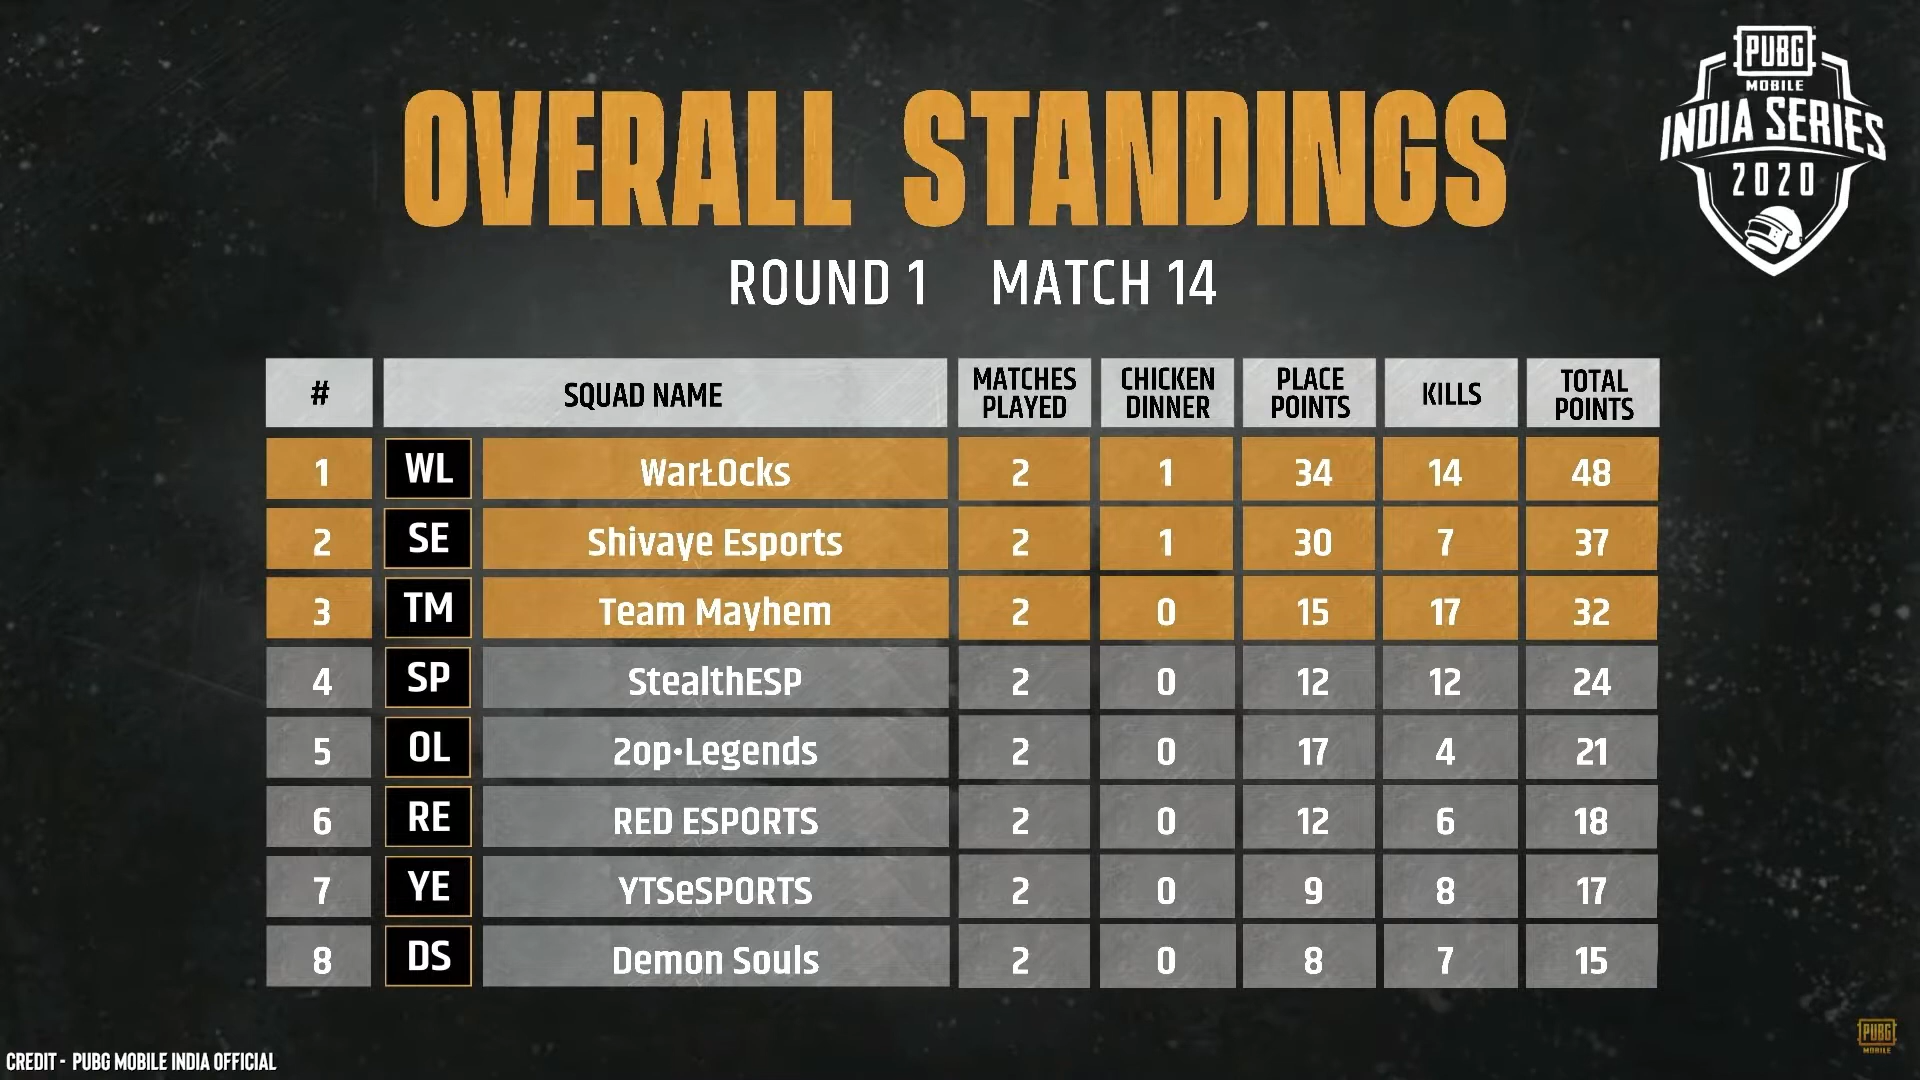 PUBG
MOBILE
INDIA SERIES
2020
OVERALL STANDINGS
ROUND 1 MATCH 14
# SQUAD NAME MATCHES PLAYED CHICKEN DINNER PLACE POINTS KILLS TOTAL POINTS
1 WL WarŁOcks 2 1 34 14 48
2 SE Shivaye Esports 2 1 30 7 37
3 TM Team Mayhem 2 0 15 17 32
4 SP StealthESP 2 0 12 12 24
5 OL 2op•Legends 2 0 17 4 21
6 RE RED ESPORTS 2 0 12 6 18
7 YE YTSeSPORTS 2 0 9 8 17
8 DS Demon Souls 2 0 8 7 15
CREDIT - PUBG MOBILE INDIA OFFICIAL
PUBG
MOBILE